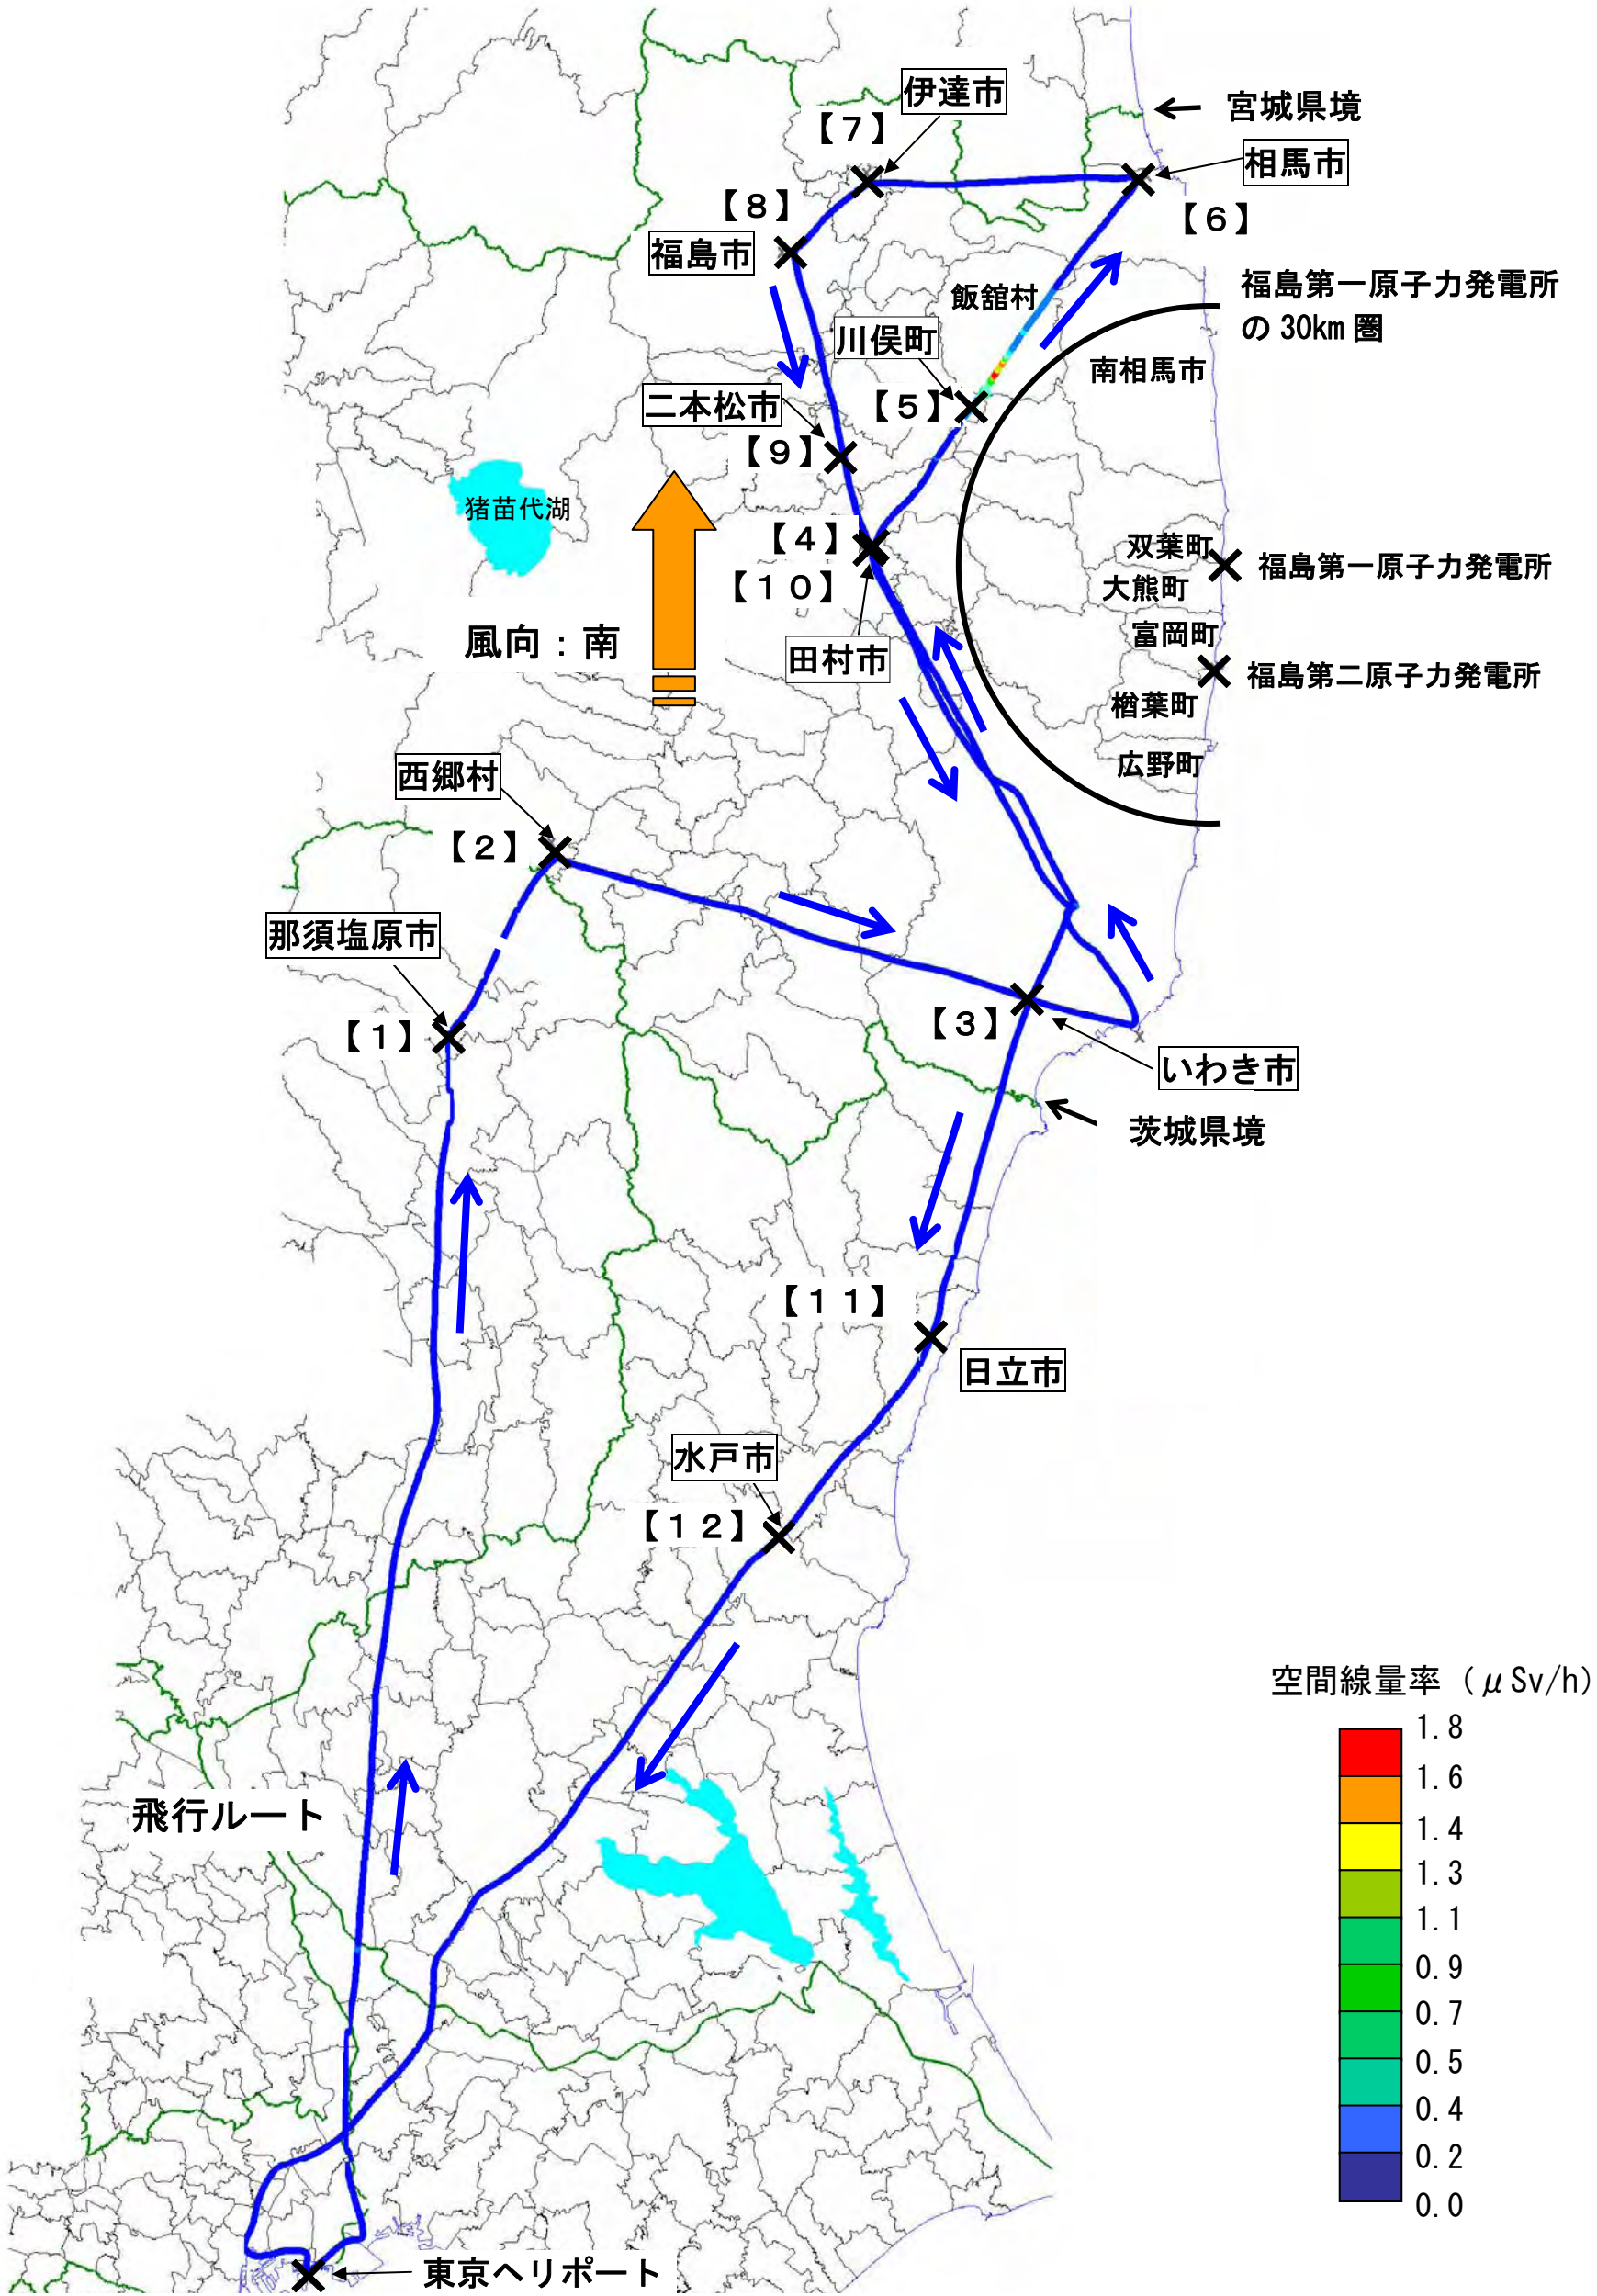 伊達市
宮城県境
【７】
相馬市
【８】
【６】
福島市
福島第一原子力発電所
の 30km 圏
飯舘村
川俣町
南相馬市
二本松市
【５】
【９】
猪苗代湖
【４】
双葉町
福島第一原子力発電所
【１０】
大熊町
風向：南
富岡町
田村市
福島第二原子力発電所
楢葉町
広野町
西郷村
【２】
那須塩原市
【３】
【１】
いわき市
茨城県境
【１１】
日立市
水戸市
【１２】
空間線量率（μSv/h）
1.8
1.6
飛行ルート
1.4
1.3
1.1
0.9
0.7
0.5
0.4
0.2
0.0
東京ヘリポート